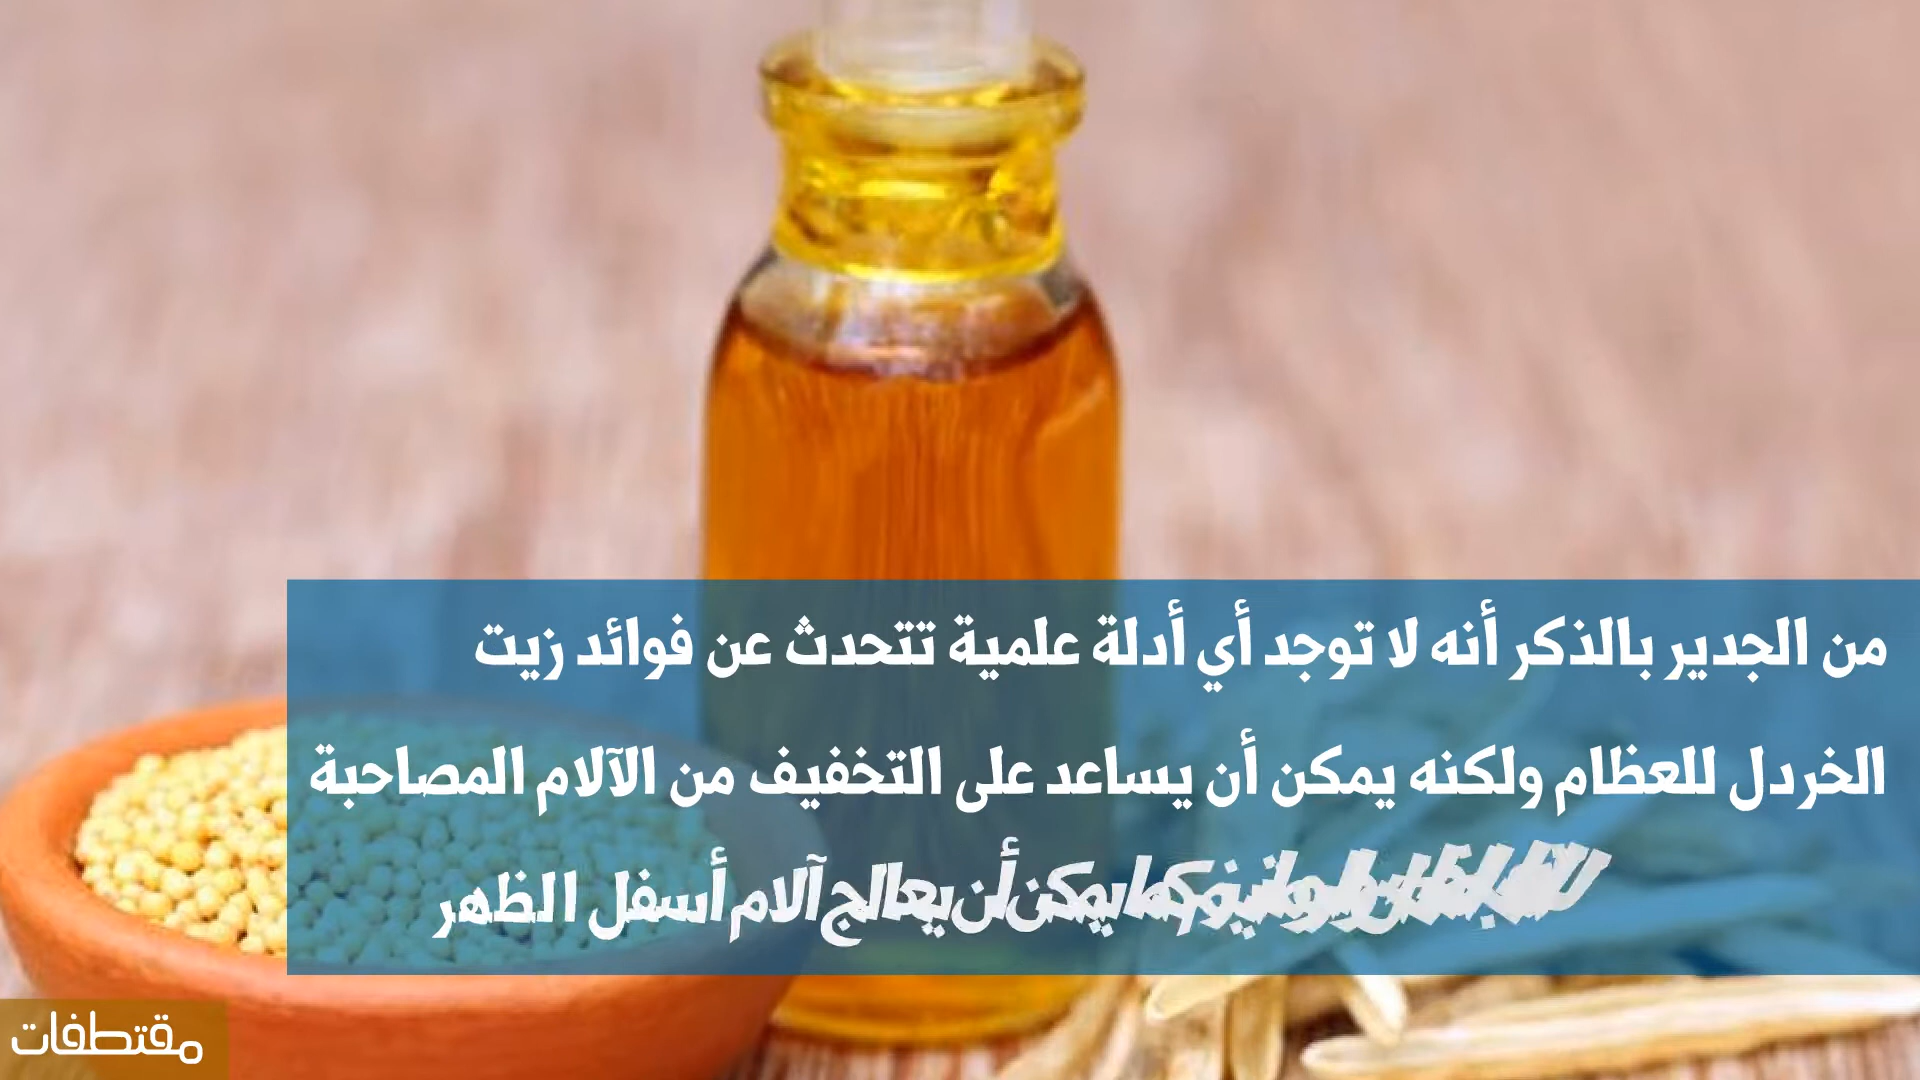 من الجدير بالذكر أنه لا توجد أي أدلة علمية تتحدث عن فوائد زيت
الخردل للعظام ولكنه يمكن أن يساعد على التخفيف من الآلام المصاحبة
كما يمكن أن يعالج آلام أسفل الظهر
مقتطفات